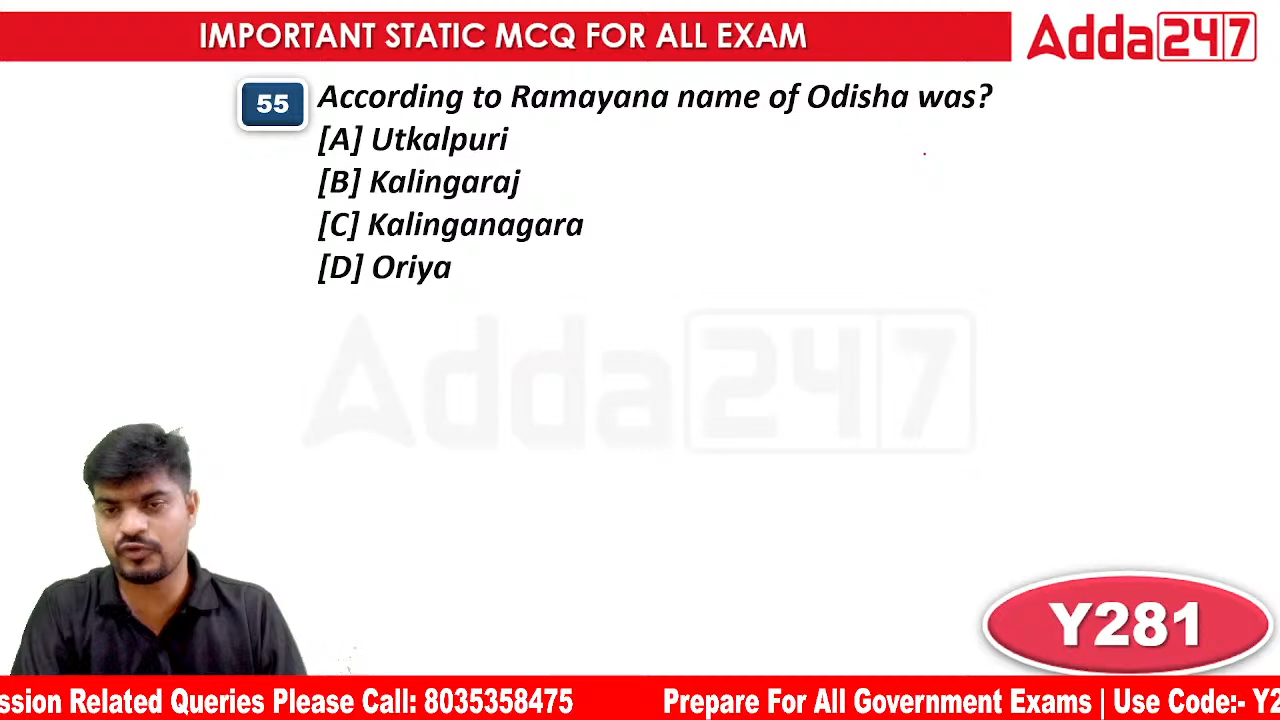 IMPORTANT STATIC MCQ FOR ALL EXAM
Adda247
55 According to Ramayana name of Odisha was?
[A] Utkalpuri
[B] Kalingaraj
[C] Kalinganagara
[D] Oriya
Adda247
Y281
ssion Related Queries Please Call: 8035358475 Prepare For All Government Exams | Use Code:- Y2